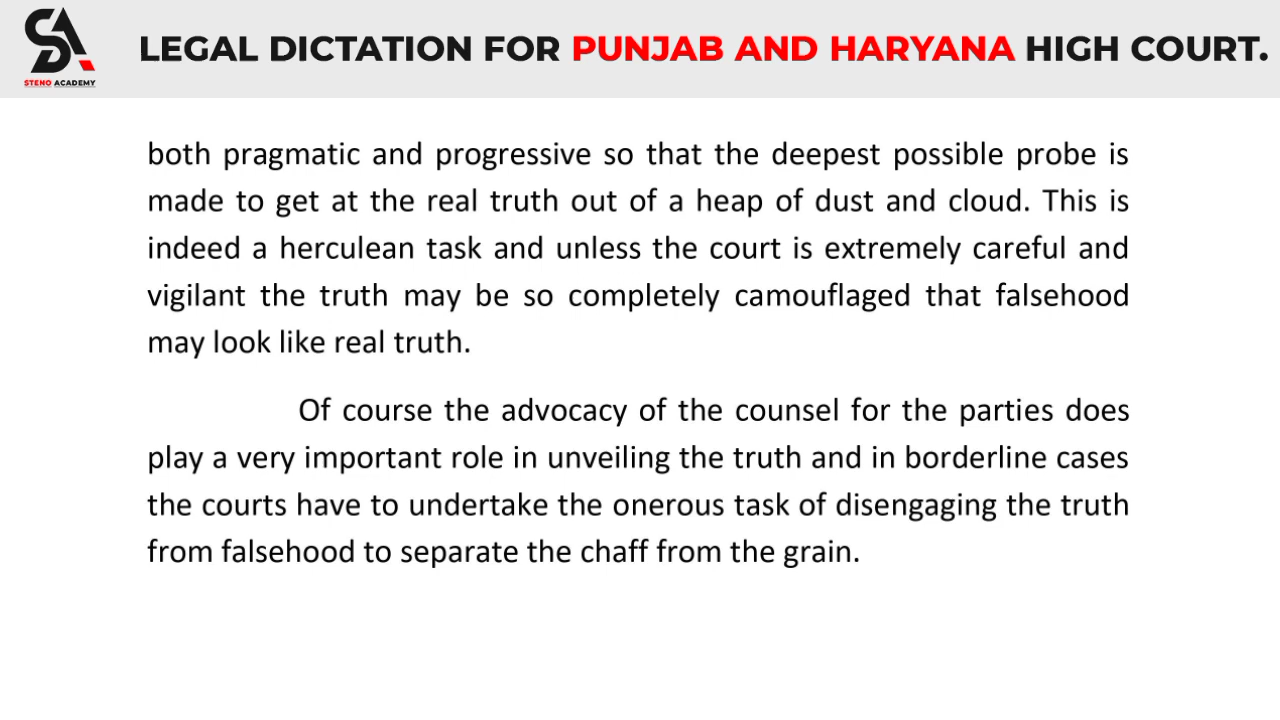 LEGAL DICTATION FOR PUNJAB AND HARYANA HIGH COURT.
STENO ACADEMY
both pragmatic and progressive so that the deepest possible probe is
made to get at the real truth out of a heap of dust and cloud. This is
indeed a herculean task and unless the court is extremely careful and
vigilant the truth may be so completely camouflaged that falsehood
may look like real truth.
Of course the advocacy of the counsel for the parties does
play a very important role in unveiling the truth and in borderline cases
the courts have to undertake the onerous task of disengaging the truth
from falsehood to separate the chaff from the grain.